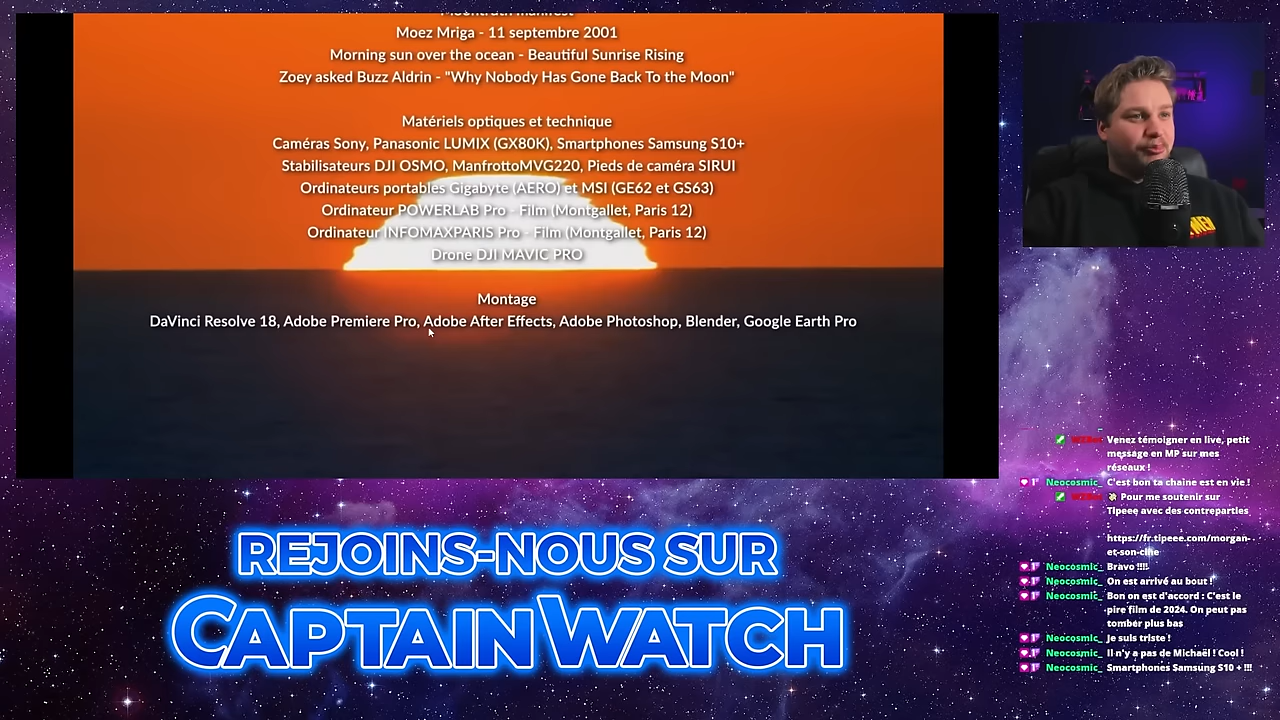 Moontruth manifest
Moez Mriga - 11 septembre 2001
Morning sun over the ocean - Beautiful Sunrise Rising
Zoey asked Buzz Aldrin - "Why Nobody Has Gone Back To the Moon"
Matériels optiques et technique
Caméras Sony, Panasonic LUMIX (GX80K), Smartphones Samsung S10+
Stabilisateurs DJI OSMO, ManfrottoMVG220, Pieds de caméra SIRUI
Ordinateurs portables Gigabyte (AERO) et MSI (GE62 et GS63)
Ordinateur POWERLAB Pro - Film (Montgallet, Paris 12)
Ordinateur INFOMAXPARIS Pro - Film (Montgallet, Paris 12)
Drone DJI MAVIC PRO
Montage
DaVinci Resolve 18, Adobe Premiere Pro, Adobe After Effects, Adobe Photoshop, Blender, Google Earth Pro
REJOINS-NOUS SUR
CAPTAINWATCH
Venez témoigner en live, petit
message en MP sur mes
réseaux !
Neocosmic_ C'est bon ta chaine est en vie !
Pour me soutenir sur
Tipeee avec des contreparties
:
https://fr.tipeee.com/morgan-
et-son-cine
Neocosmic_ Bravo !!!!
Neocosmic_ On est arrivé au bout !
Neocosmic_ Bon on est d'accord : C'est le
pire film de 2024. On peut pas
tomber plus bas
Neocosmic_ Je suis triste !
Neocosmic_ Il n'y a pas de Michaël ! Cool !
Neocosmic_ Smartphones Samsung S10 + !!!